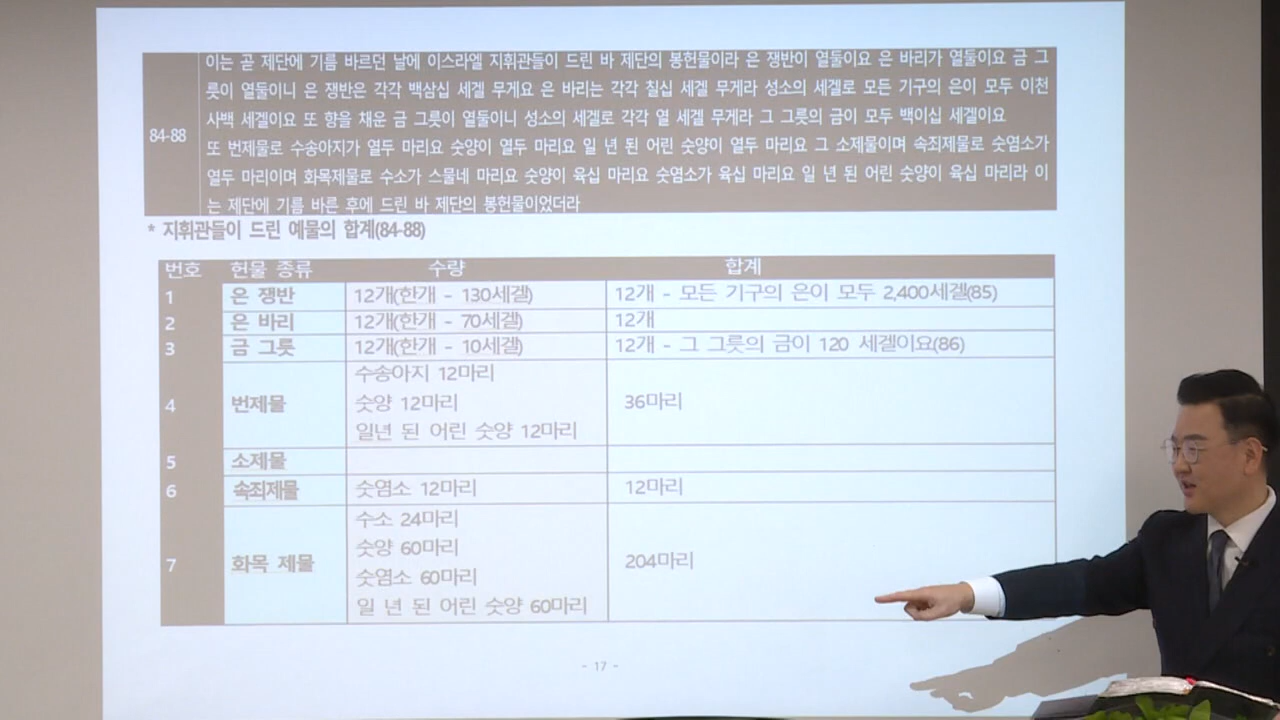 84-88
이는 곧 제단에 기름 바르던 날에 이스라엘 지휘관들이 드린 바 제단의 봉헌물이라 은 쟁반이 열둘이요 은 바리가 열둘이요 금 그
릇이 열둘이니 은 쟁반은 각각 백삼십 세겔 무게요 은 바리는 각각 칠십 세겔 무게라 성소의 세겔로 모든 기구의 은이 모두 이천
사백 세겔이요 또 향을 채운 금 그릇이 열둘이니 성소의 세겔로 각각 열 세겔 무게라 그 그릇의 금이 모두 백이십 세겔이요
또 번제물로 수송아지가 열두 마리요 숫양이 열두 마리요 일 년 된 어린 숫양이 열두 마리요 그 소제물이며 속죄제물로 숫염소가
열두 마리이며 화목제물로 수소가 스물네 마리요 숫양이 육십 마리요 숫염소가 육십 마리요 일 년 된 어린 숫양이 육십 마리라 이
는 제단에 기름 바른 후에 드린 바 제단의 봉헌물이었더라
* 지휘관들이 드린 예물의 합계(84-88)
번호 헌물 종류 수량 합계
1 은 쟁반 12개(한개 - 130세겔) 12개 - 모든 기구의 은이 모두 2,400세겔(85)
2 은 바리 12개(한개 - 70세겔) 12개
3 금 그릇 12개(한개 - 10세겔) 12개 - 그 그릇의 금이 120 세겔이요(86)
수송아지 12마리
4 번제물 숫양 12마리 36마리
일년 된 어린 숫양 12마리
5 소제물
6 속죄제물 숫염소 12마리 12마리
수소 24마리
숫양 60마리
7 화목 제물 204마리
숫염소 60마리
일 년 된 어린 숫양 60마리
- 17 -